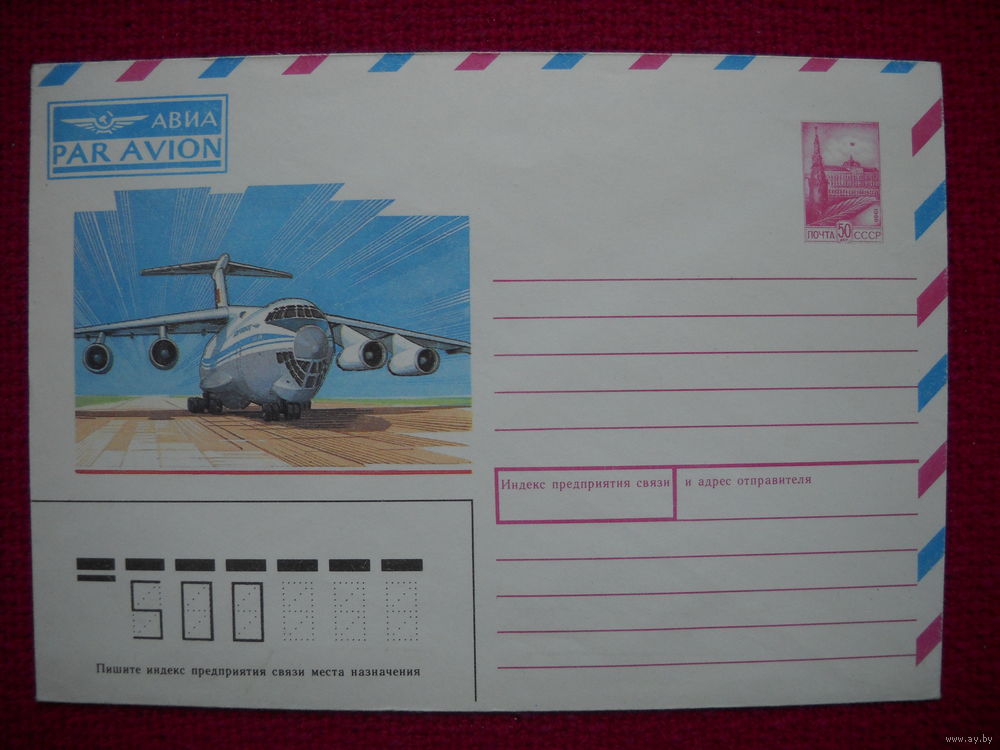 АВИА
PAR AVION
1990
ПОЧТА 50 СССР
Индекс предприятия связи и адрес отправителя
500
Пишите индекс предприятия связи места назначения
www.ay.by